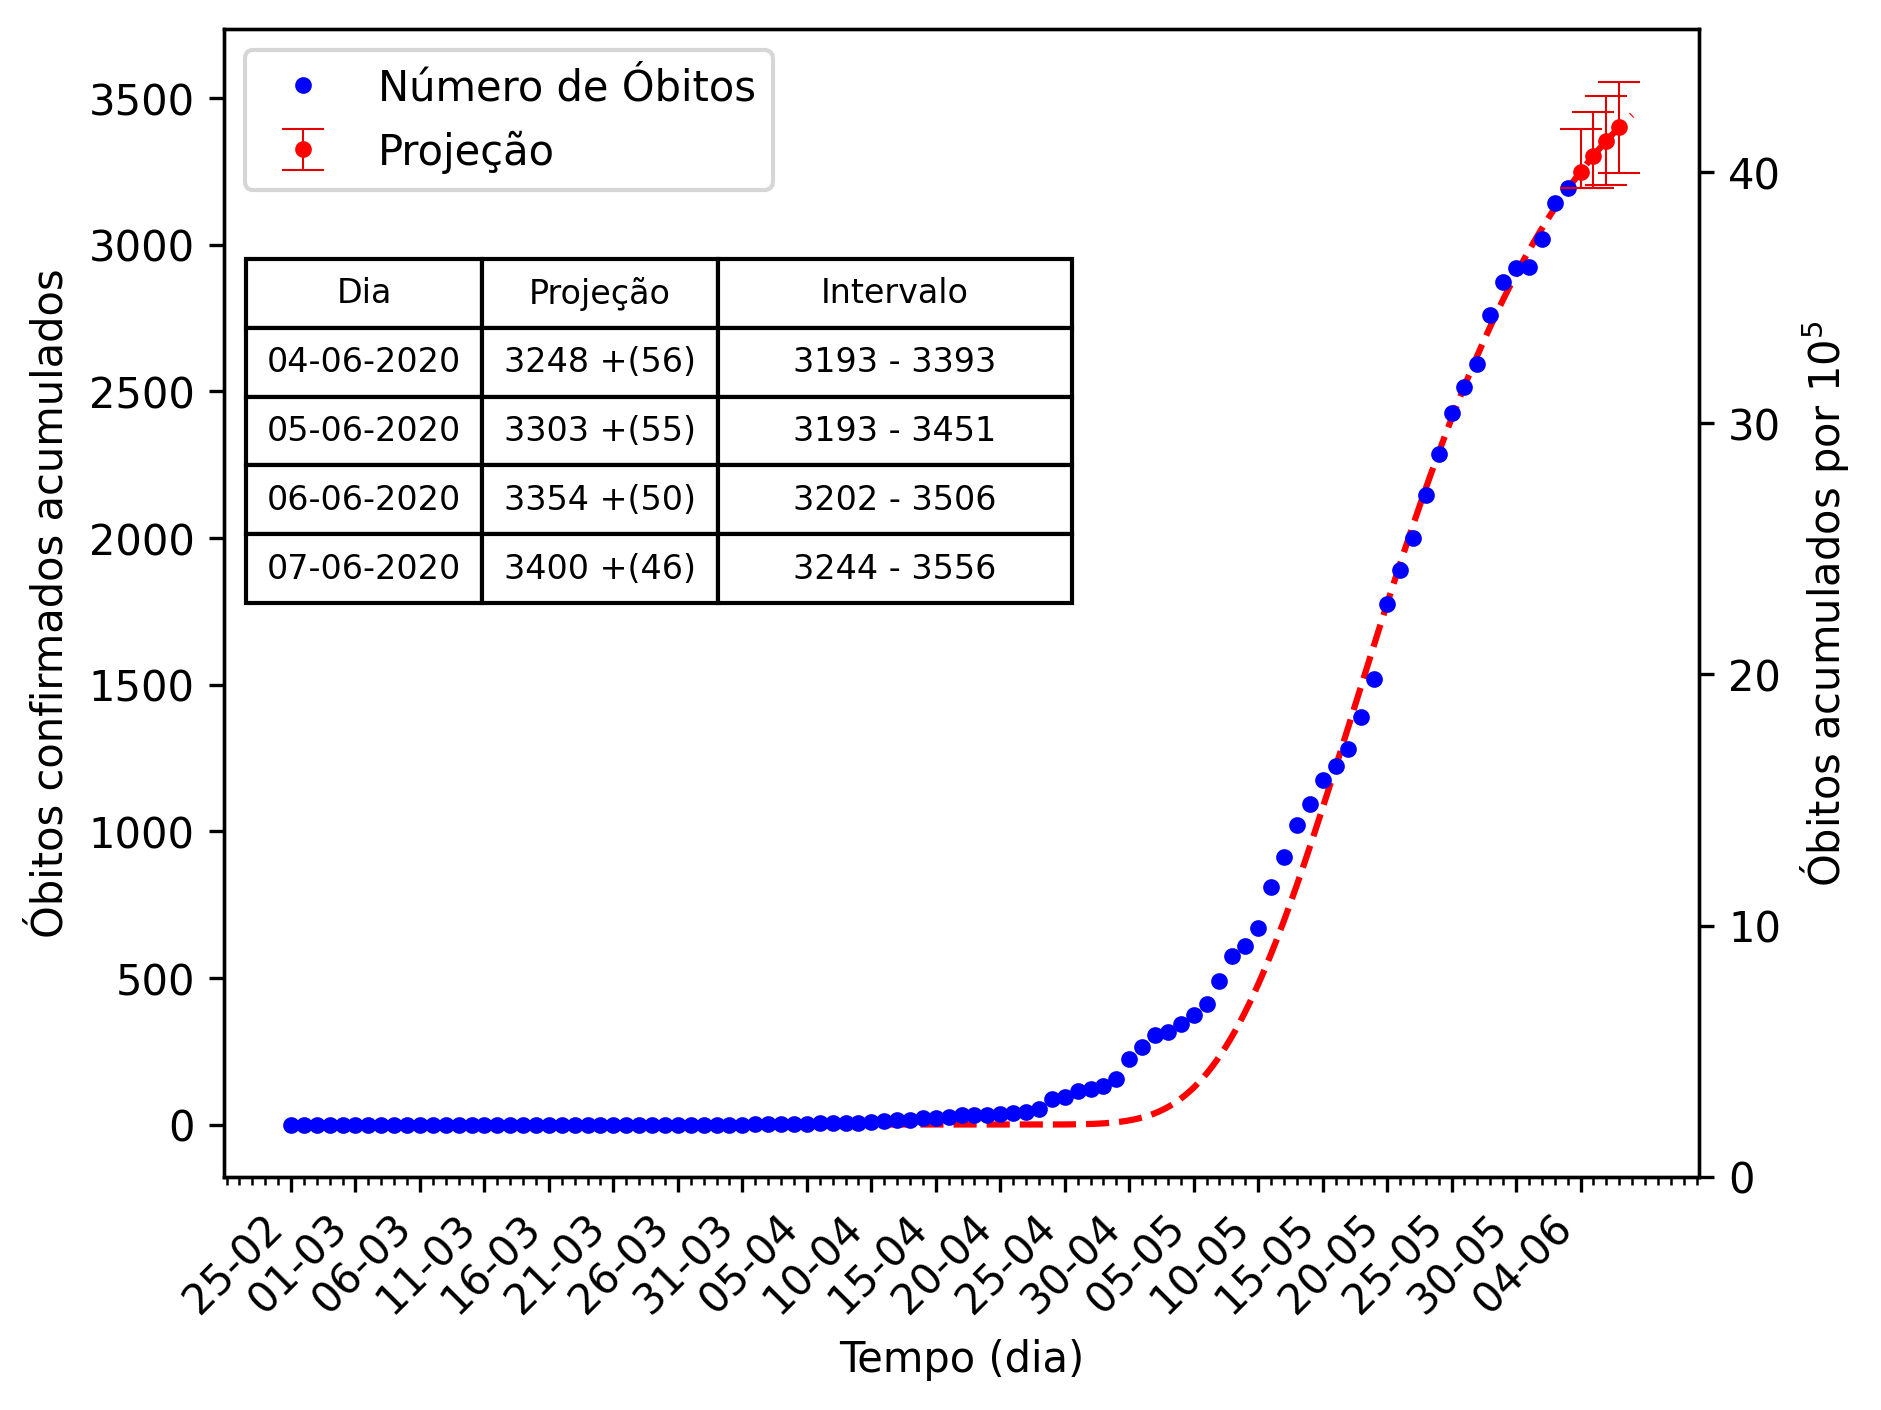 Número de Óbitos
Projeção
Dia Projeção Intervalo
04-06-2020 3248 +(56) 3193 - 3393
05-06-2020 3303 +(55) 3193 - 3451
06-06-2020 3354 +(50) 3202 - 3506
07-06-2020 3400 +(46) 3244 - 3556
Óbitos confirmados acumulados
3500
3000
2500
2000
1500
1000
500
0
Óbitos acumulados por 10⁵
40
30
20
10
0
25-02 01-03 06-03 11-03 16-03 21-03 26-03 31-03 05-04 10-04 15-04 20-04 25-04 30-04 05-05 10-05 15-05 20-05 25-05 30-05 04-06
Tempo (dia)